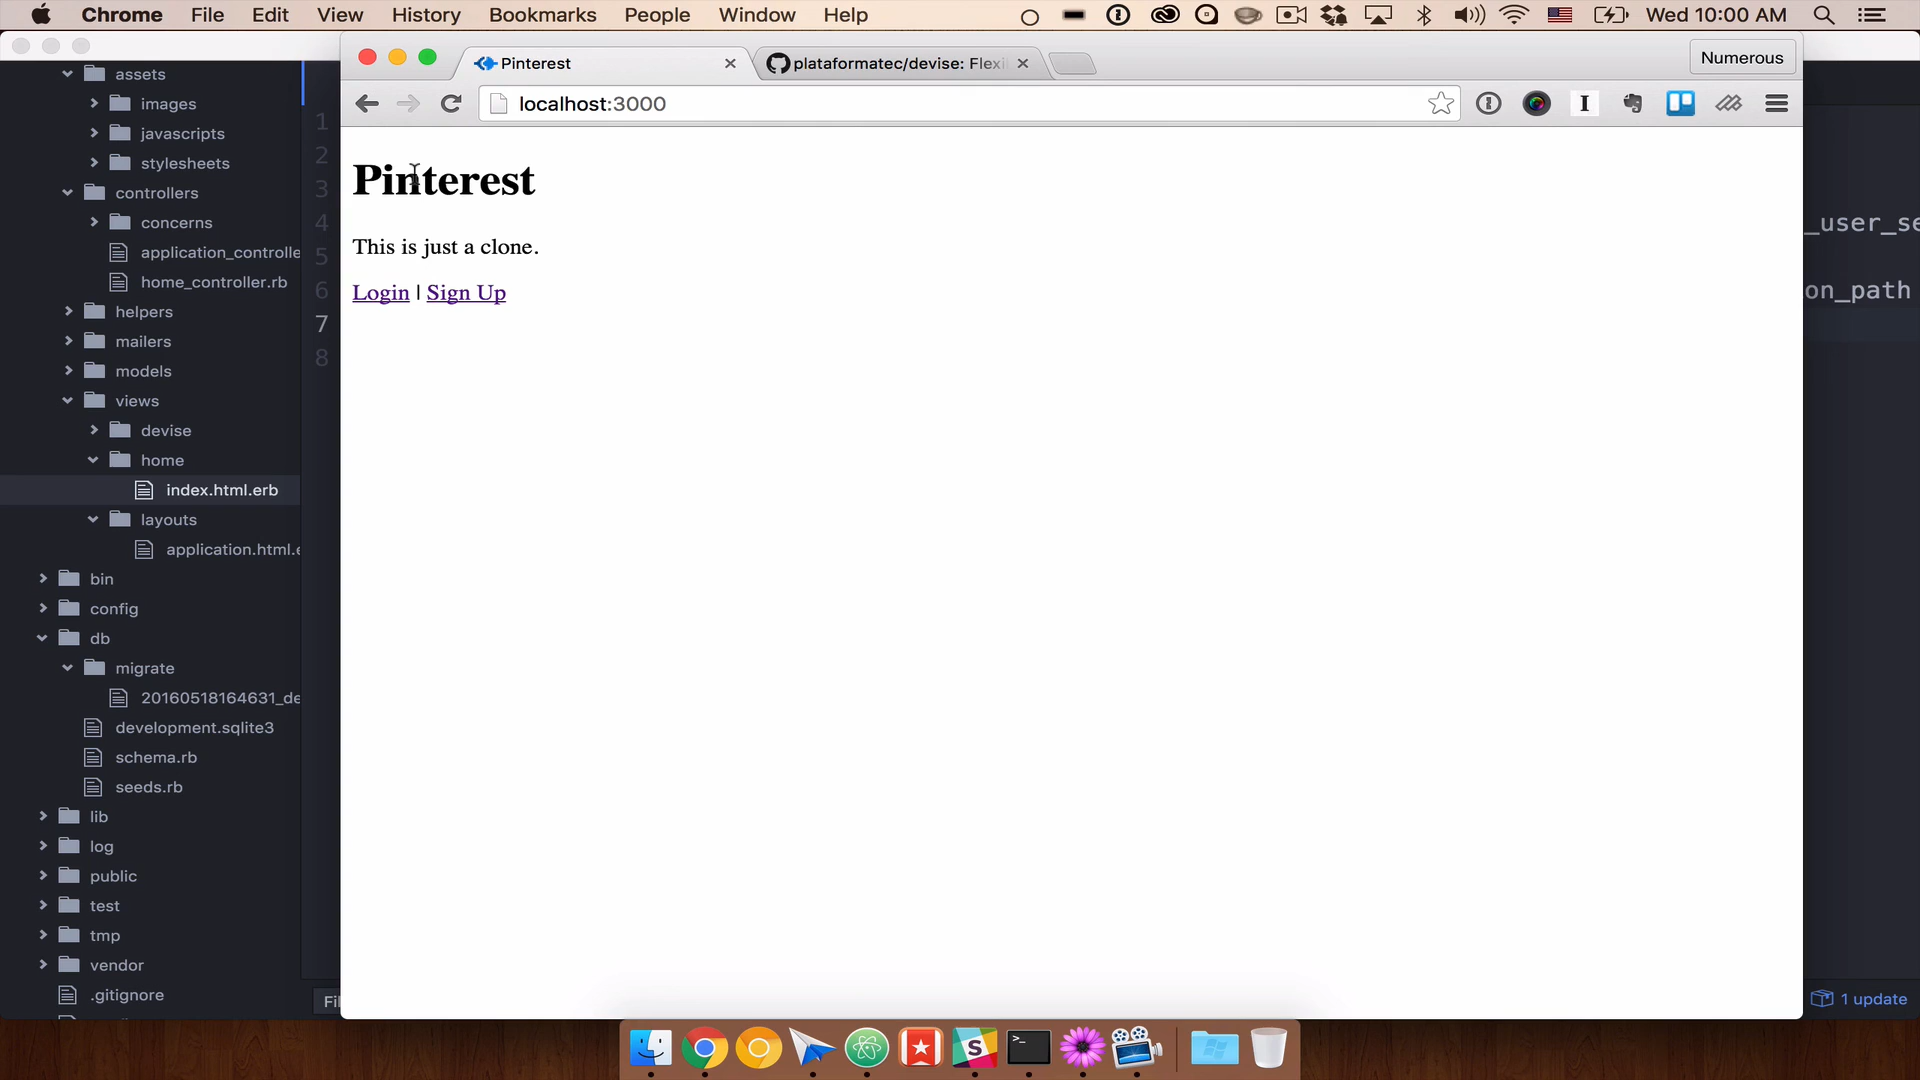 Chrome File Edit View History Bookmarks People Window Help Wed 10:00 AM
Pinterest
plataformatec/devise: Flexi
Numerous
localhost:3000
assets
images
javascripts
stylesheets
controllers
concerns
application_controlle
home_controller.rb
helpers
mailers
models
views
devise
home
index.html.erb
layouts
application.html.e
bin
config
db
migrate
20160518164631_de
development.sqlite3
schema.rb
seeds.rb
lib
log
public
test
tmp
vendor
.gitignore
1
2
3
4
5
6
7
8
Pinterest
This is just a clone.
Login | Sign Up
_user_se
on_path
Fil
1 update